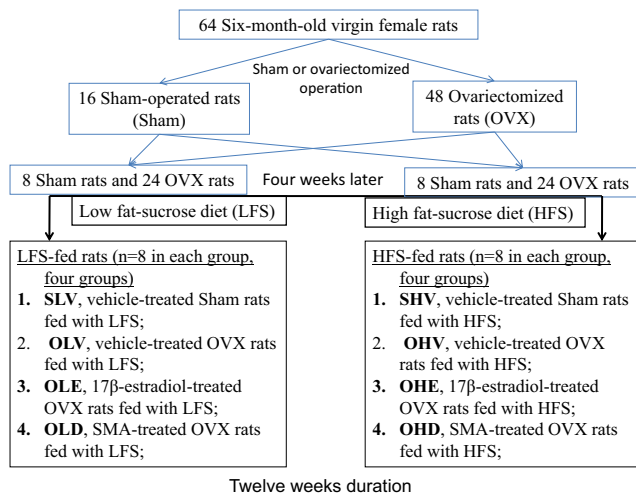 64 Six-month-old virgin female rats
Sham or ovariectomized
operation
16 Sham-operated rats
(Sham)
48 Ovariectomized
rats (OVX)
8 Sham rats and 24 OVX rats
Four weeks later
8 Sham rats and 24 OVX rats
Low fat-sucrose diet (LFS)
High fat-sucrose diet (HFS)
LFS-fed rats (n=8 in each group,
four groups)
1. SLV, vehicle-treated Sham rats
fed with LFS;
2. OLV, vehicle-treated OVX rats
fed with LFS;
3. OLE, 17β-estradiol-treated
OVX rats fed with LFS;
4. OLD, SMA-treated OVX rats
fed with LFS;
HFS-fed rats (n=8 in each group,
four groups)
1. SHV, vehicle-treated Sham rats
fed with HFS;
2. OHV, vehicle-treated OVX
rats fed with HFS;
3. OHE, 17β-estradiol-treated
OVX rats fed with HFS;
4. OHD, SMA-treated OVX rats
fed with HFS;
Twelve weeks duration